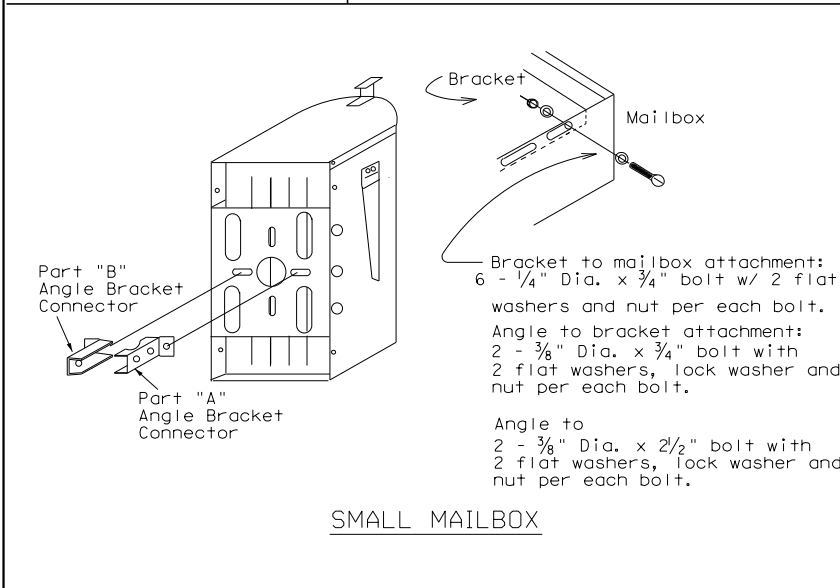 Bracket
Mailbox
Part "B"
Angle Bracket
Connector
Part "A"
Angle Bracket
Connector
Bracket to mailbox attachment:
6 - 1/4" Dia. x 3/4" bolt w/ 2 flat
washers and nut per each bolt.
Angle to bracket attachment:
2 - 3/8" Dia. x 3/4" bolt with
2 flat washers, lock washer and
nut per each bolt.
Angle to
2 - 3/8" Dia. x 2 1/2" bolt with
2 flat washers, lock washer and
nut per each bolt.
SMALL MAILBOX